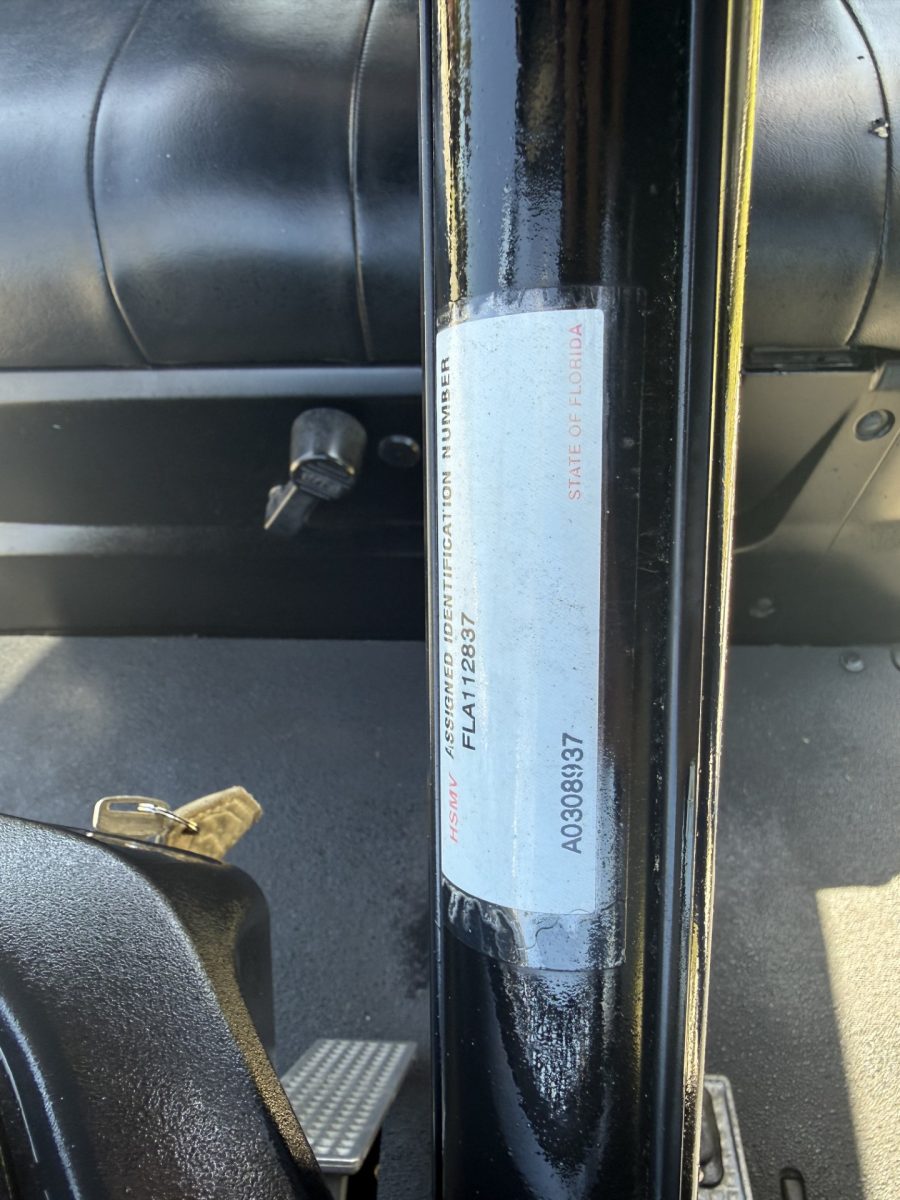 HSMV ASSIGNED IDENTIFICATION NUMBER
FLA112837
A0308937
STATE OF FLORIDA